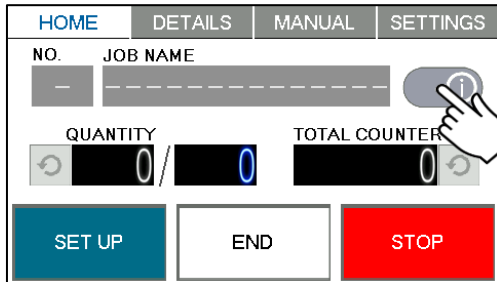 HOME DETAILS MANUAL SETTINGS
NO. JOB NAME
– – – – – – – – – – – – – – – –
QUANTITY TOTAL COUNTER
0 / 0 0
SET UP END STOP